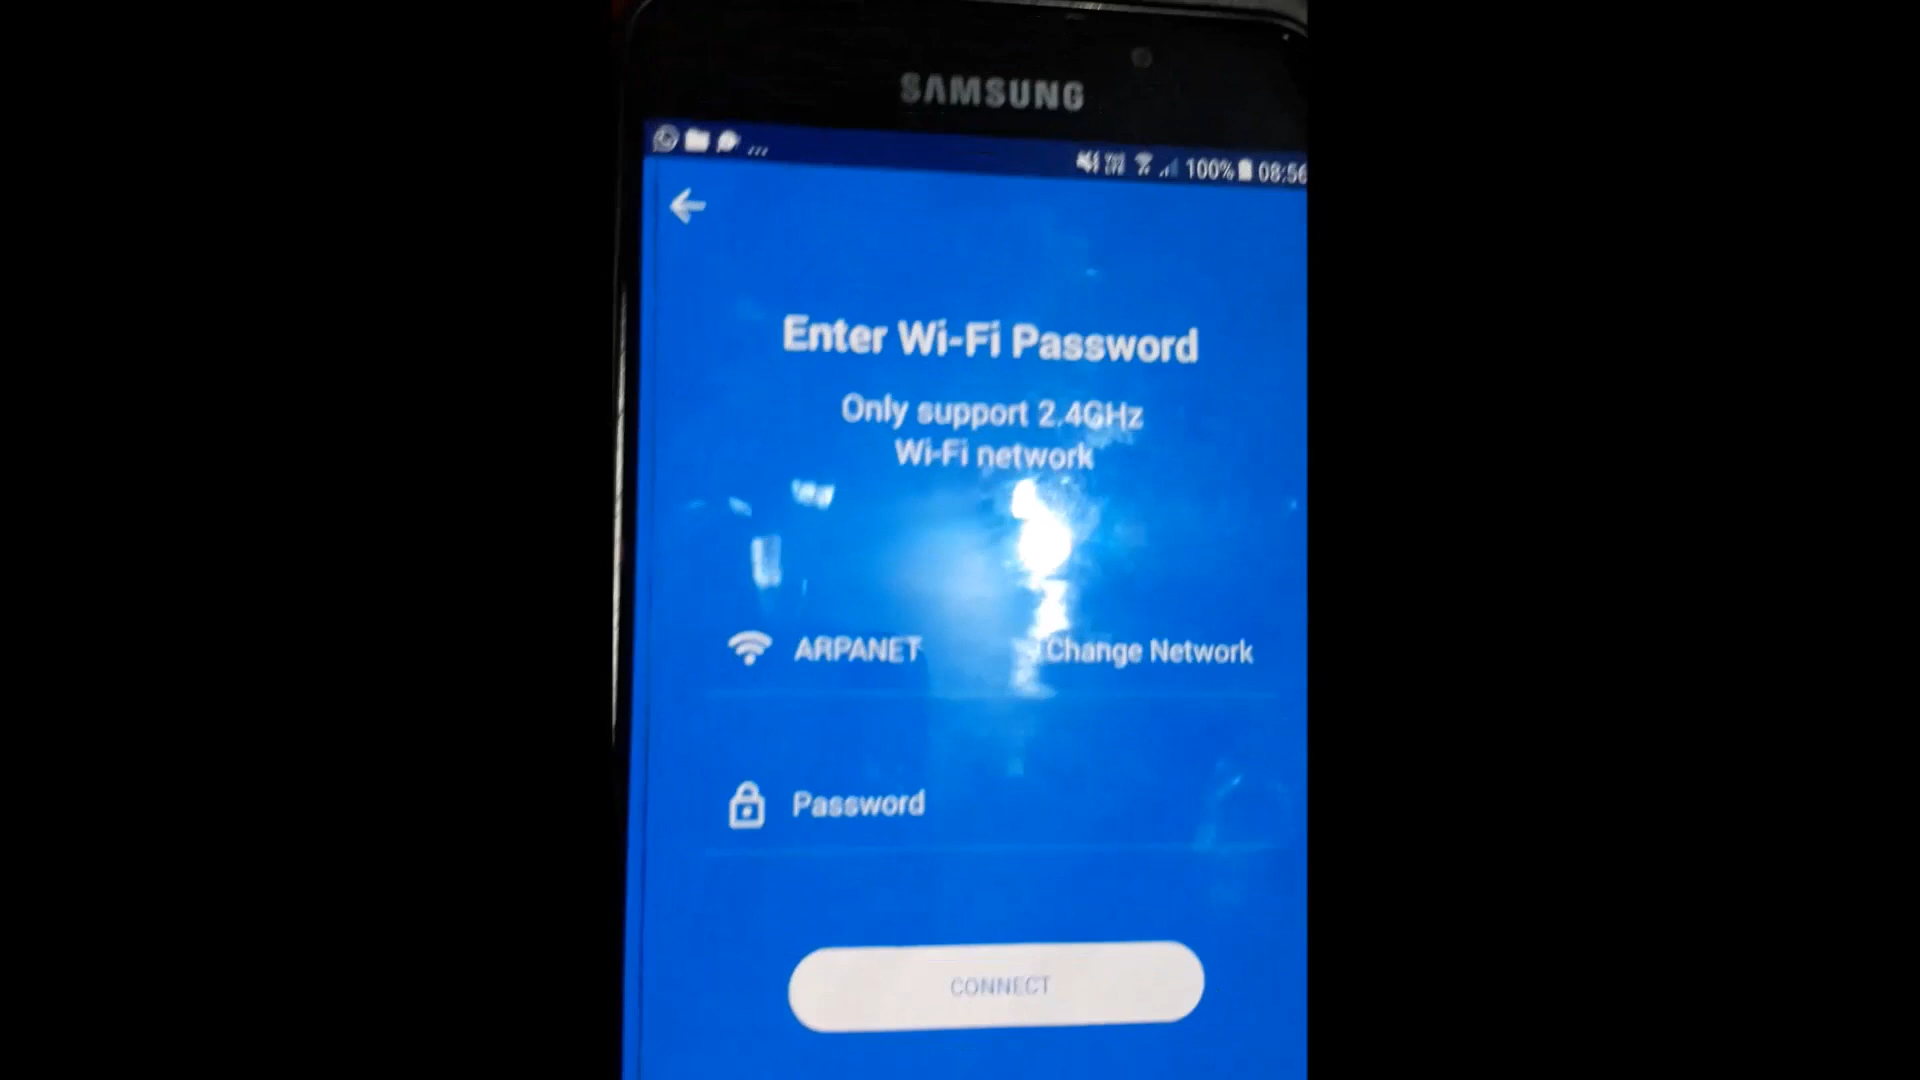 SAMSUNG
... 100% 08:56
Enter Wi-Fi Password
Only support 2.4GHz
Wi-Fi network
ARPANET Change Network
Password
CONNECT